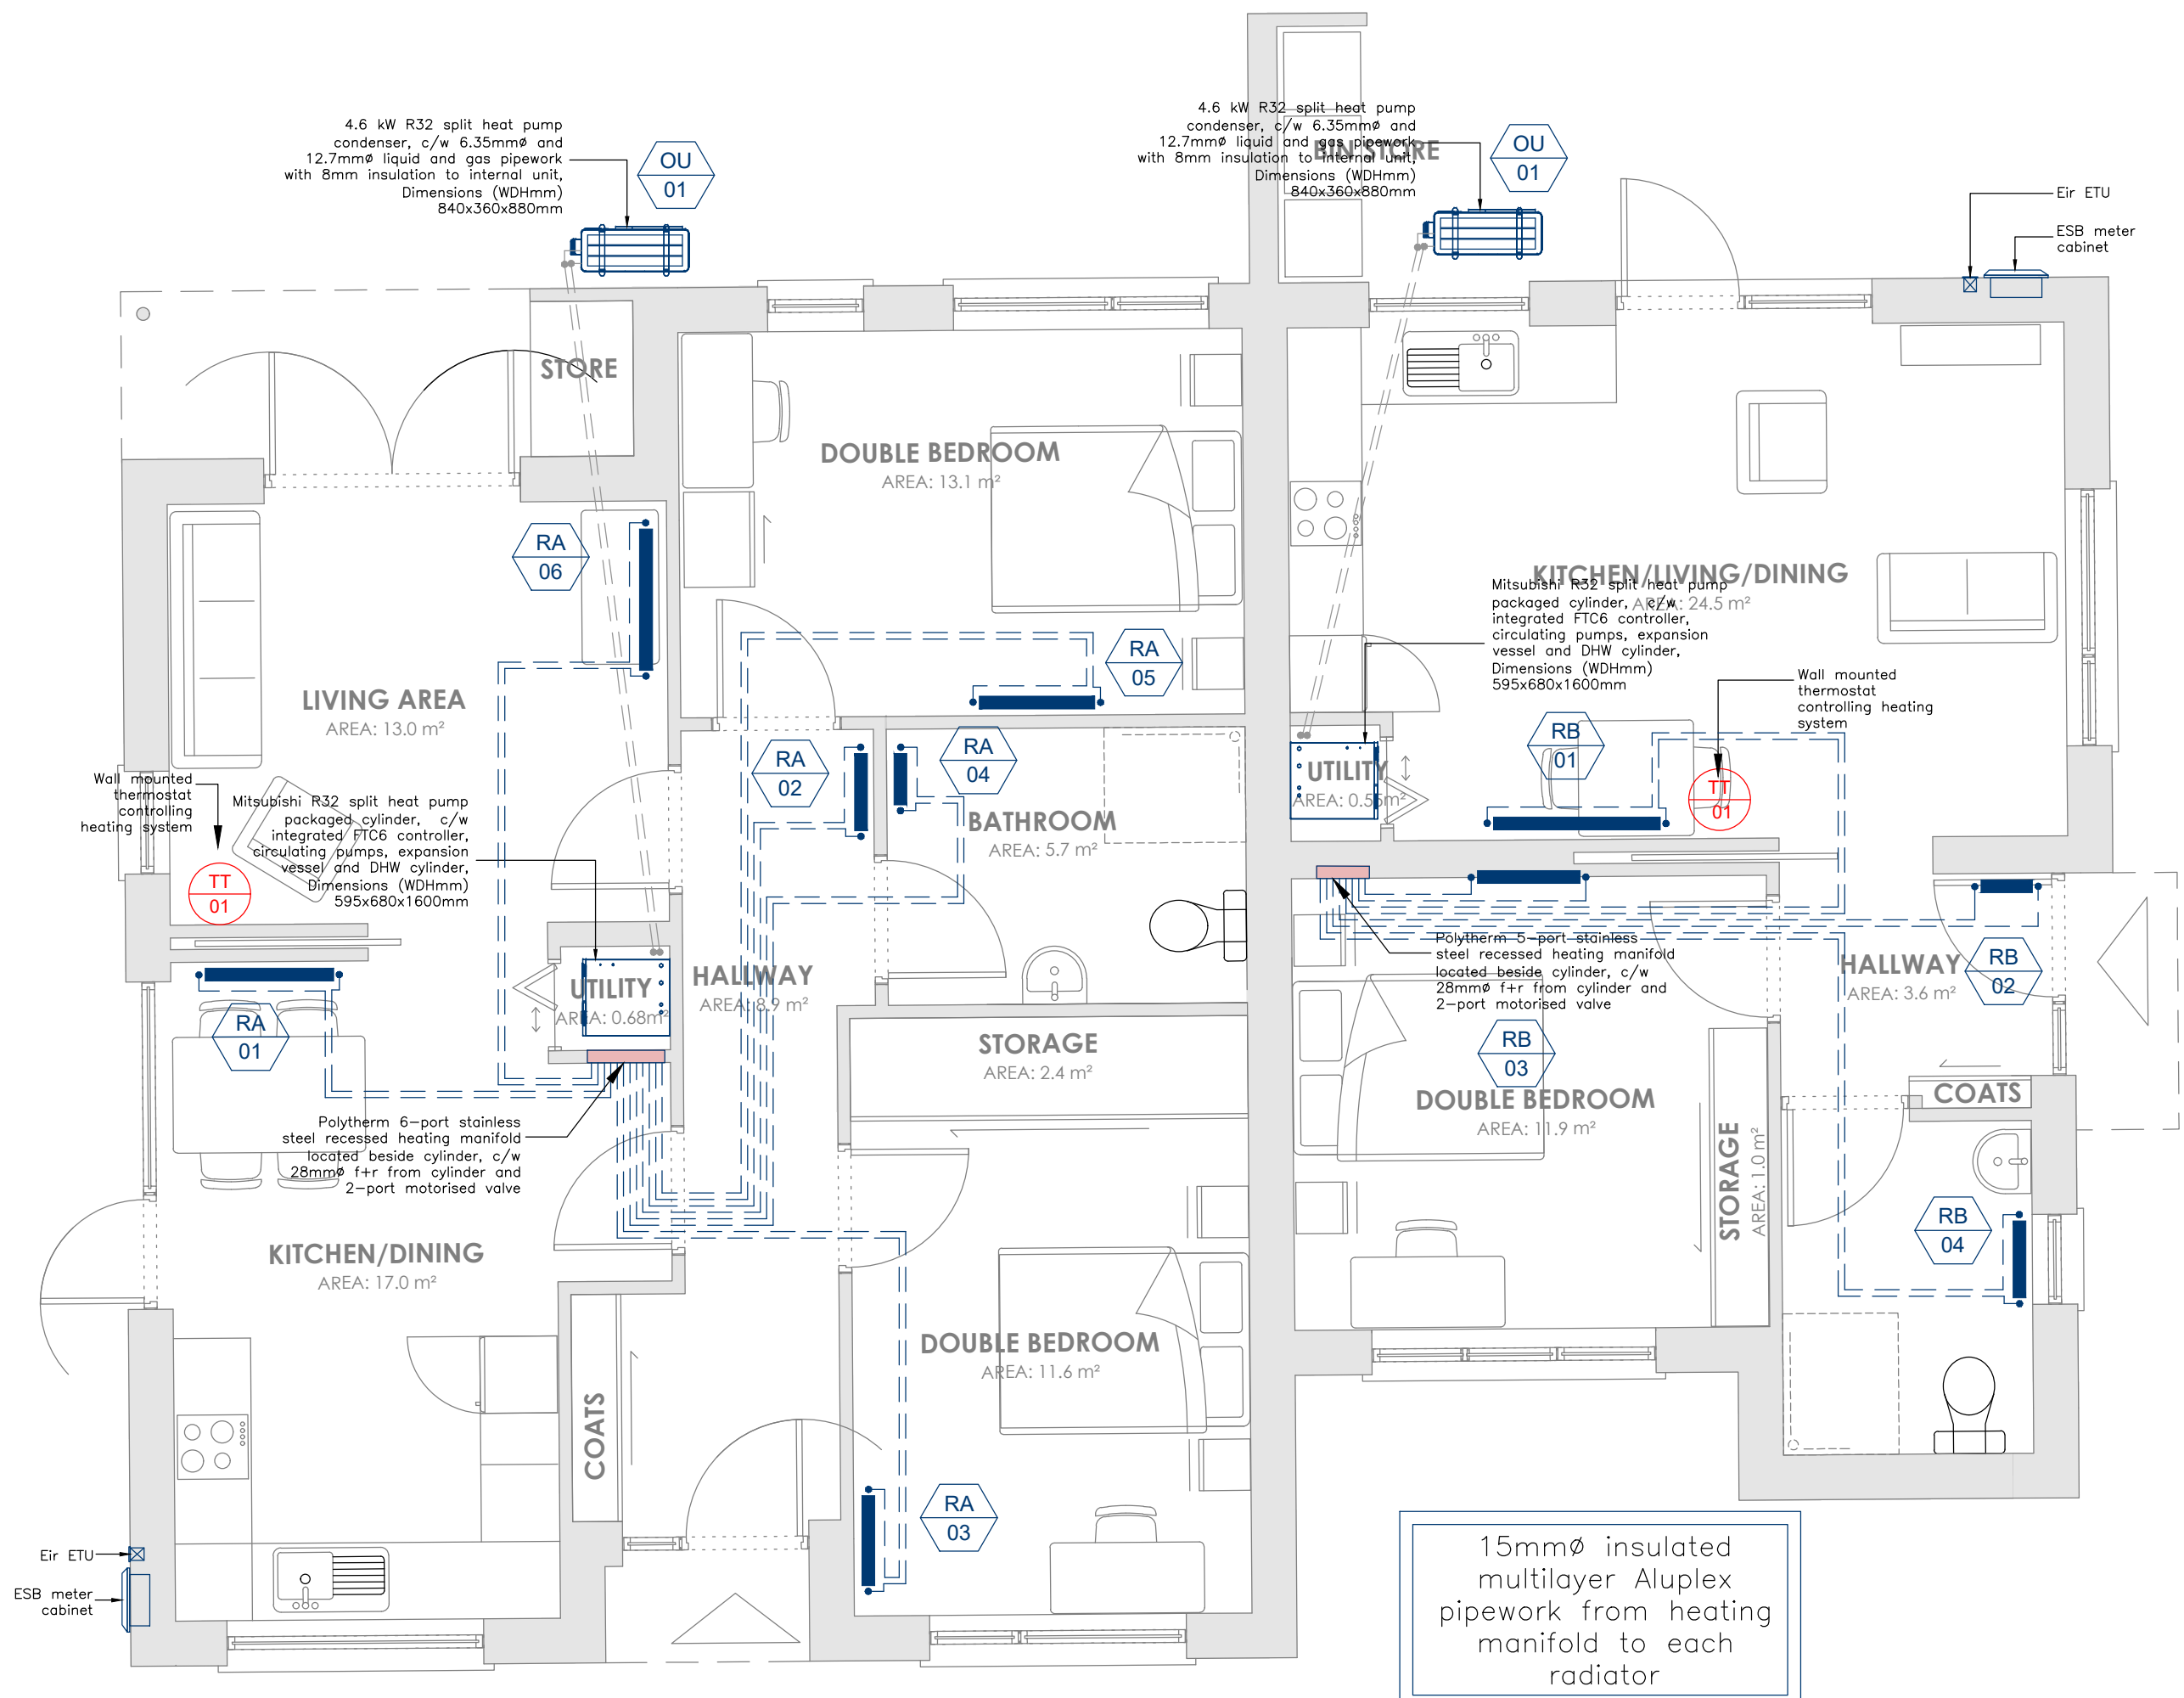 4.6 kW R32 split heat pump
condenser, c/w 6.35mmø and
12.7mmø liquid and gas pipework
with 8mm insulation to internal unit,
Dimensions (WDHmm)
840x360x880mm
OU
01
4.6 kW R32 split heat pump
condenser, c/w 6.35mmø and
12.7mmø liquid and gas pipework
with 8mm insulation to internal unit,
Dimensions (WDHmm)
840x360x880mm
BIN STORE
OU
01
Eir ETU
ESB meter
cabinet
STORE
DOUBLE BEDROOM
AREA: 13.1 m²
RA
06
KITCHEN/LIVING/DINING
AREA: 24.5 m²
Mitsubishi R32 split heat pump
packaged cylinder, c/w
integrated FTC6 controller,
circulating pumps, expansion
vessel and DHW cylinder,
Dimensions (WDHmm)
595x680x1600mm
RA
05
LIVING AREA
AREA: 13.0 m²
Wall mounted
thermostat
controlling heating
system
RA
02
RA
04
RB
01
TT
01
UTILITY
AREA: 0.55m²
Wall mounted
thermostat
controlling
heating system
Mitsubishi R32 split heat pump
packaged cylinder, c/w
integrated FTC6 controller,
circulating pumps, expansion
vessel and DHW cylinder,
Dimensions (WDHmm)
595x680x1600mm
BATHROOM
AREA: 5.7 m²
TT
01
Polytherm 5-port stainless
steel recessed heating manifold
located beside cylinder, c/w
28mmø f+r from cylinder and
2-port motorised valve
HALLWAY
AREA: 3.6 m²
RB
02
UTILITY
AREA: 0.68m²
HALLWAY
AREA: 8.9 m²
RA
01
STORAGE
AREA: 2.4 m²
RB
03
DOUBLE BEDROOM
AREA: 11.9 m²
COATS
STORAGE
AREA: 1.0 m²
Polytherm 6-port stainless
steel recessed heating manifold
located beside cylinder, c/w
28mmø f+r from cylinder and
2-port motorised valve
RB
04
KITCHEN/DINING
AREA: 17.0 m²
DOUBLE BEDROOM
AREA: 11.6 m²
COATS
RA
03
Eir ETU
ESB meter
cabinet
15mmø insulated
multilayer Aluplex
pipework from heating
manifold to each
radiator